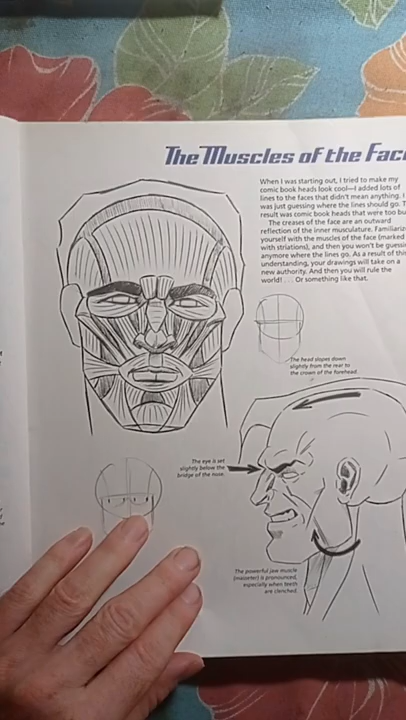 The Muscles of the Face
When I was starting out, I tried to make my
comic book heads look cool—I added lots of
lines to the faces that didn't mean anything. I
was just guessing where the lines should go. T
result was comic book heads that were too bu
The creases of the face are an outward
reflection of the inner musculature. Familiarize
yourself with the muscles of the face (marked
with striations), and then you won't be guessing
anymore where the lines go. As a result of this
understanding, your drawings will take on a
new authority. And then you will rule the
world! . . . Or something like that.
The head slopes down
slightly from the rear to
the crown of the forehead.
The eye is set
slightly below the
bridge of the nose.
The powerful jaw muscle
(masseter) is pronounced,
especially when teeth
are clenched.